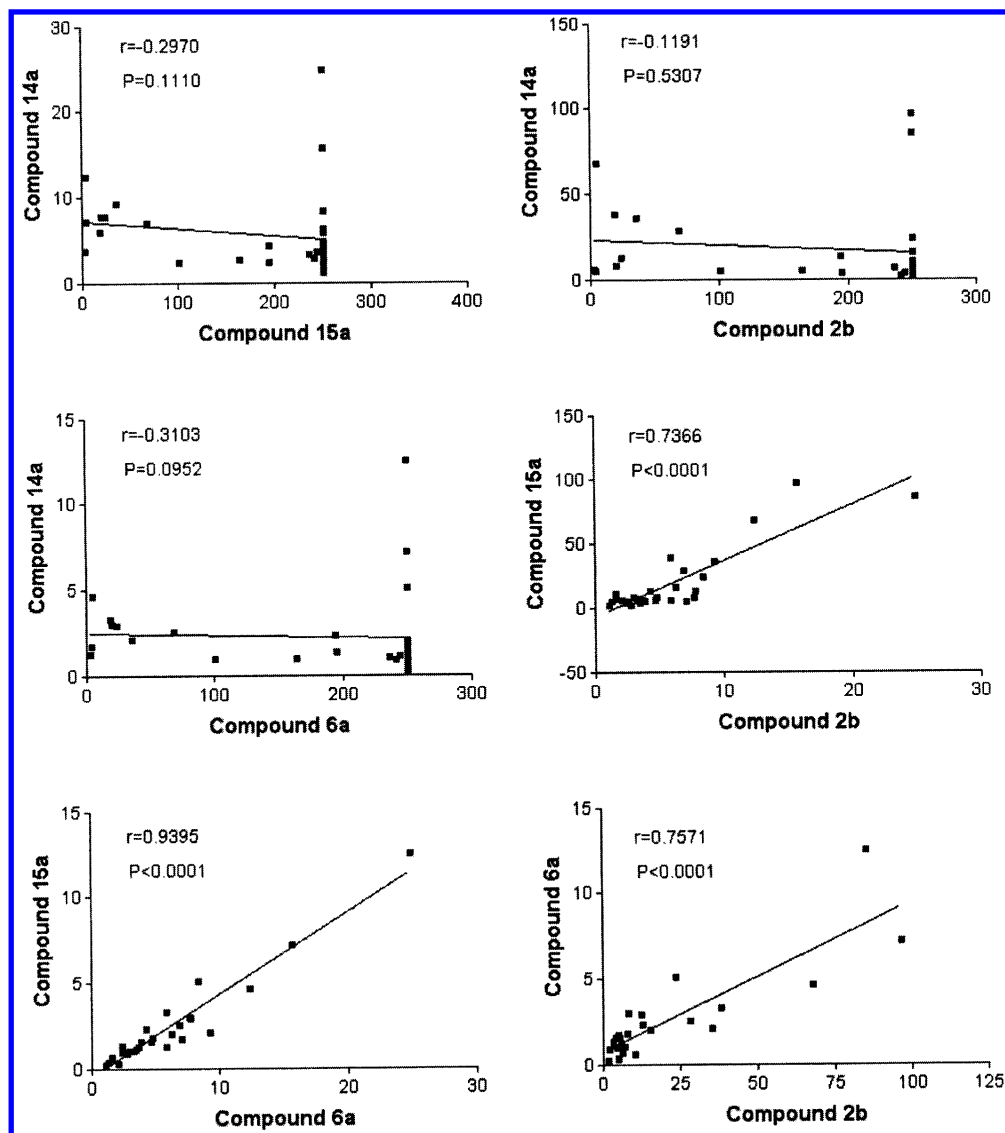 30
20
10
0
r=-0.2970
P=0.1110
Compound 14a
0 100 200 300 400
Compound 15a
150
100
50
0
r=-0.1191
P=0.5307
Compound 14a
0 100 200 300
Compound 2b
15
10
5
0
r=-0.3103
P=0.0952
Compound 14a
0 100 200 300
Compound 6a
150
100
50
0
-50
r=0.7366
P<0.0001
Compound 15a
0 10 20 30
Compound 2b
15
10
5
0
r=0.9395
P<0.0001
Compound 15a
0 10 20 30
Compound 6a
15
10
5
0
r=0.7571
P<0.0001
Compound 6a
0 25 50 75 100 125
Compound 2b